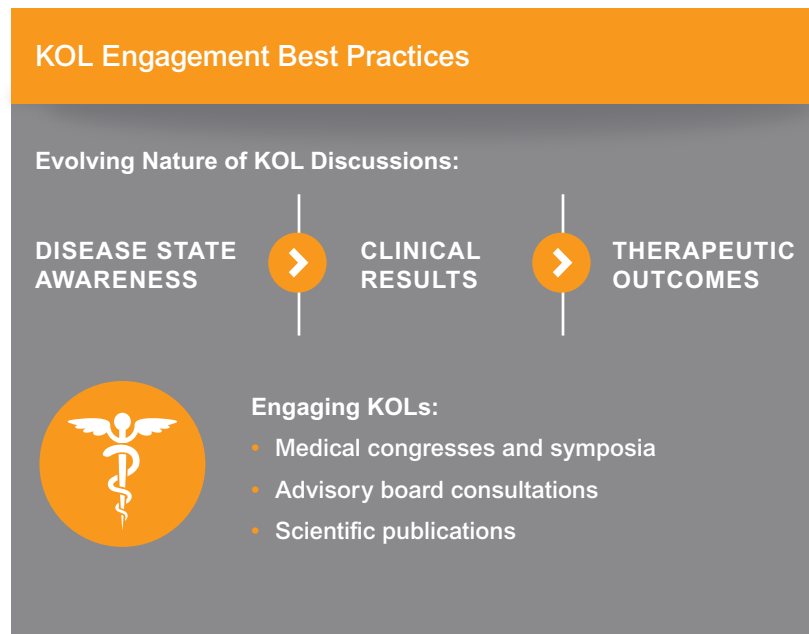 KOL Engagement Best Practices
Evolving Nature of KOL Discussions:
DISEASE STATE
AWARENESS
CLINICAL
RESULTS
THERAPEUTIC
OUTCOMES
Engaging KOLs:
• Medical congresses and symposia
• Advisory board consultations
• Scientific publications